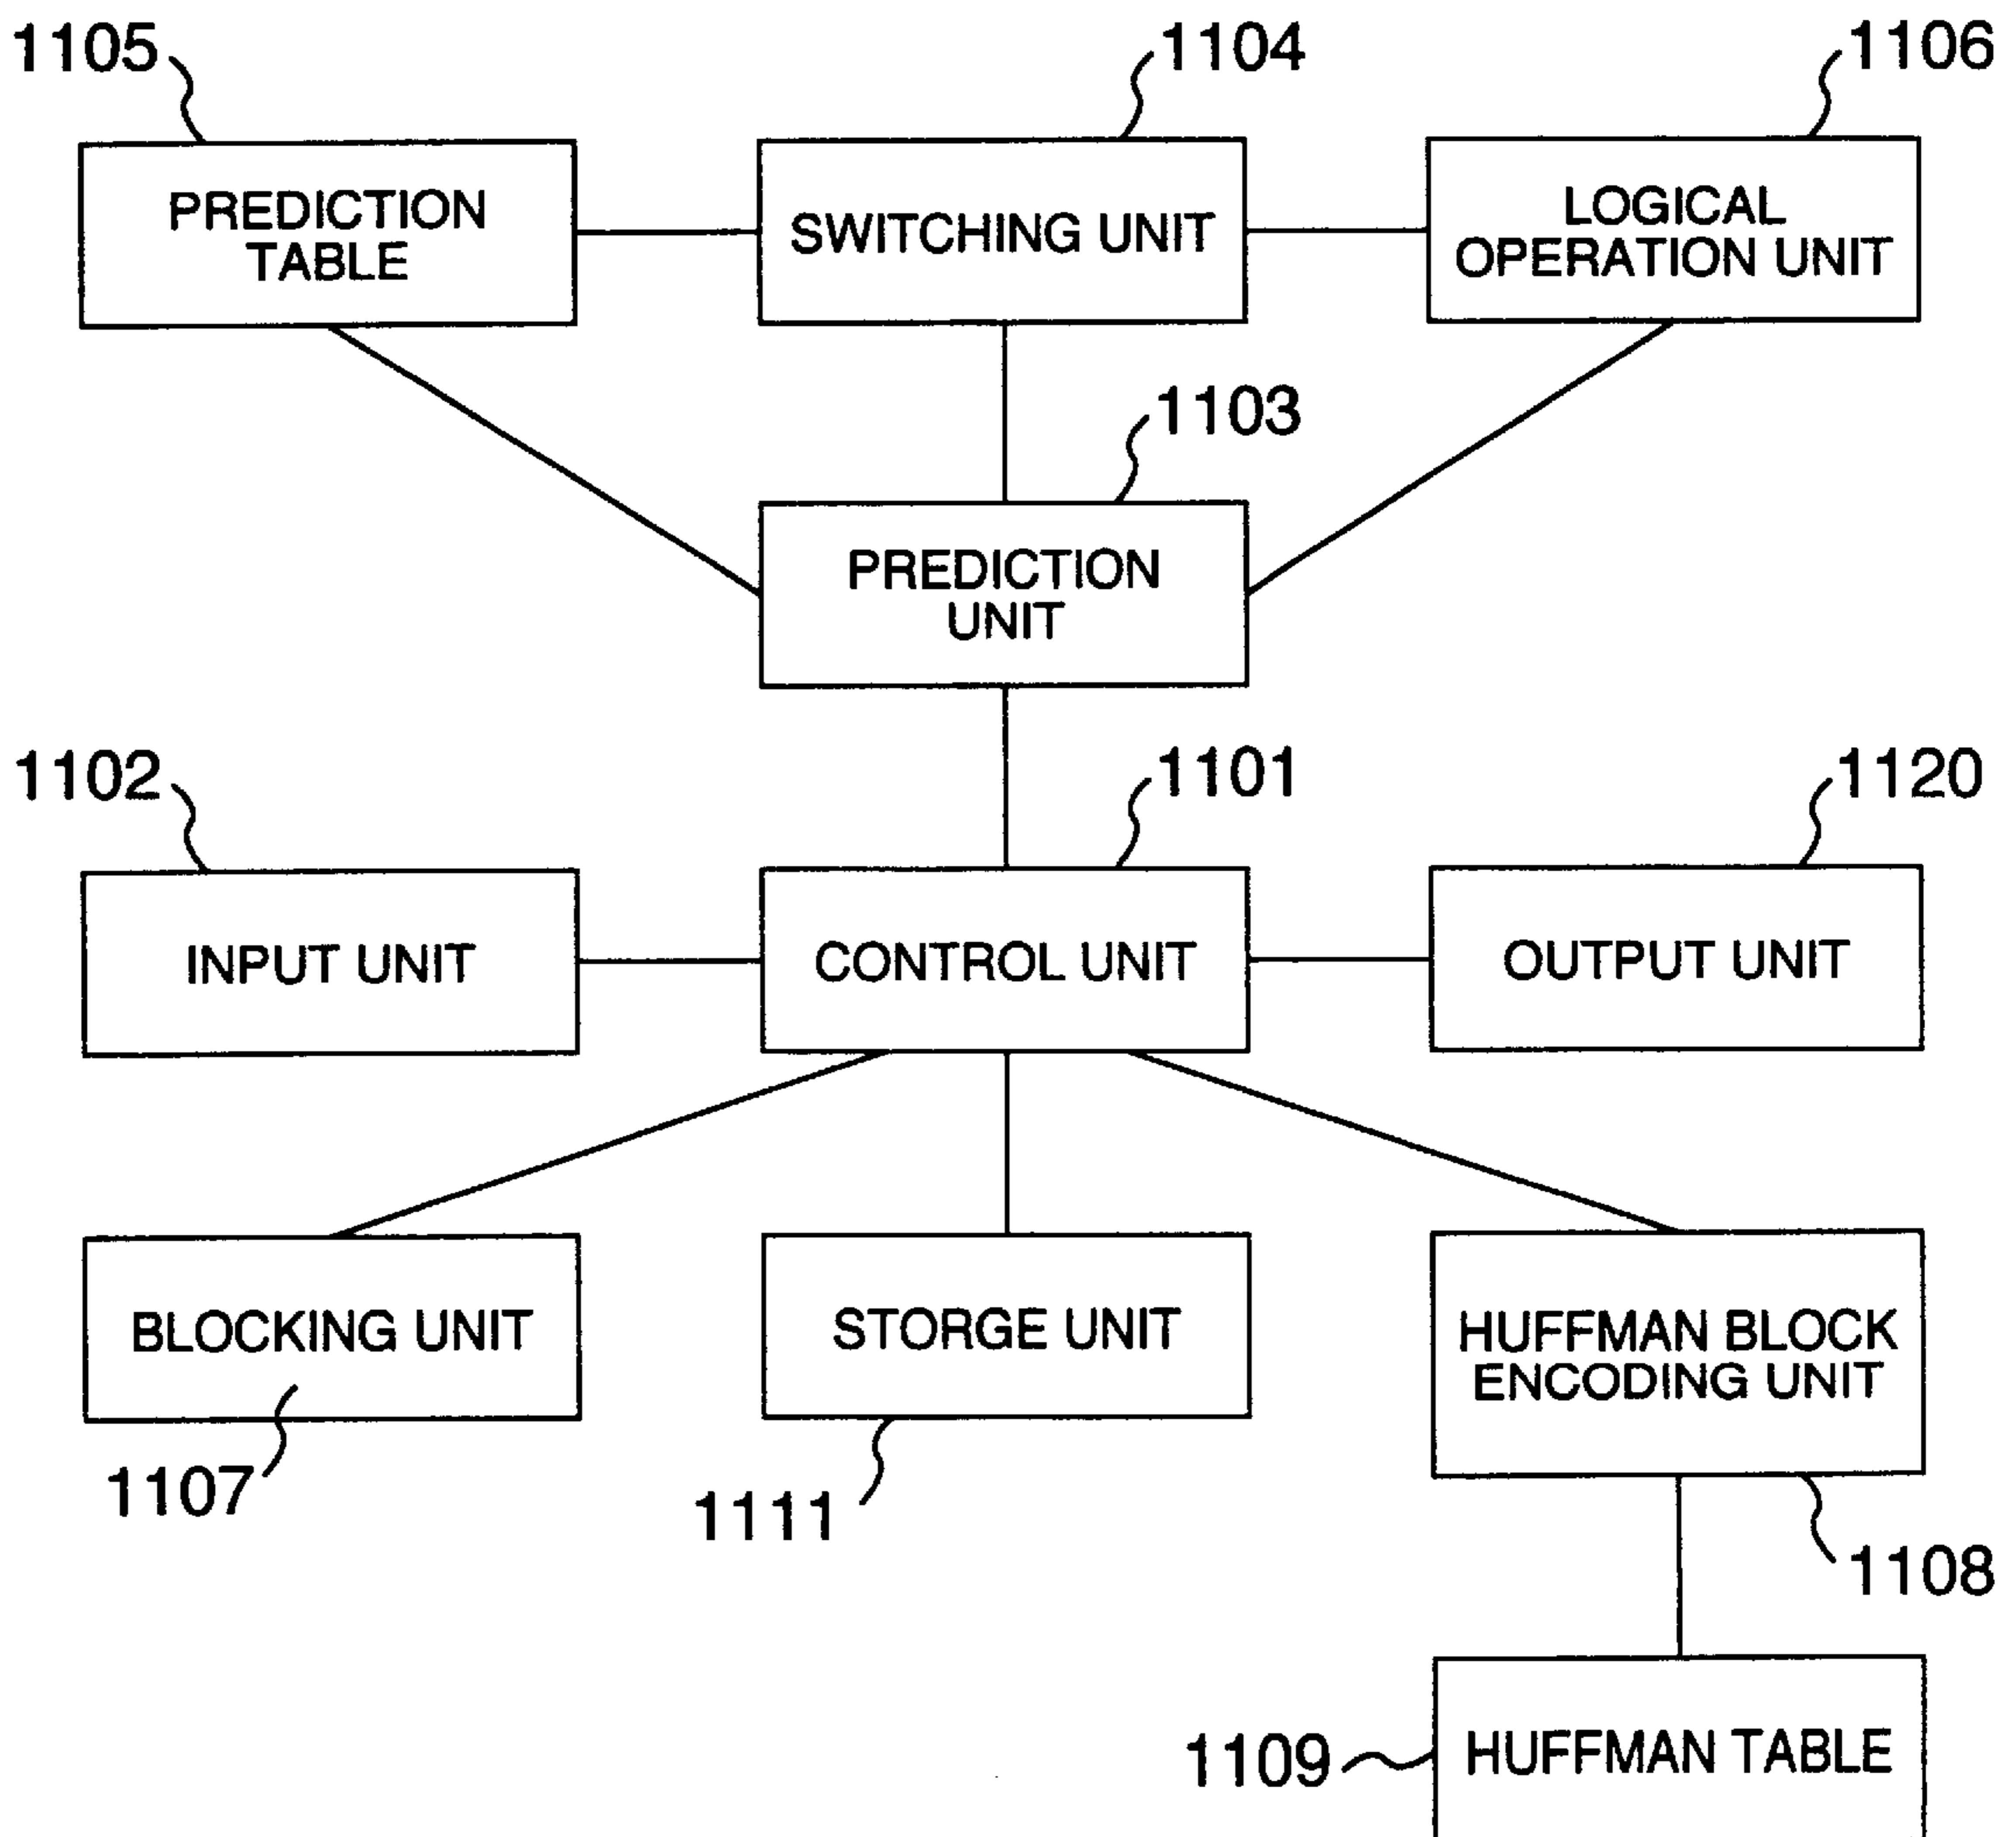 1105
1104
1106
PREDICTION
TABLE
SWITCHING UNIT
LOGICAL
OPERATION UNIT
1103
PREDICTION
UNIT
1102
1101
1120
INPUT UNIT
CONTROL UNIT
OUTPUT UNIT
BLOCKING UNIT
STORGE UNIT
HUFFMAN BLOCK
ENCODING UNIT
1107
1111
1108
1109
HUFFMAN TABLE